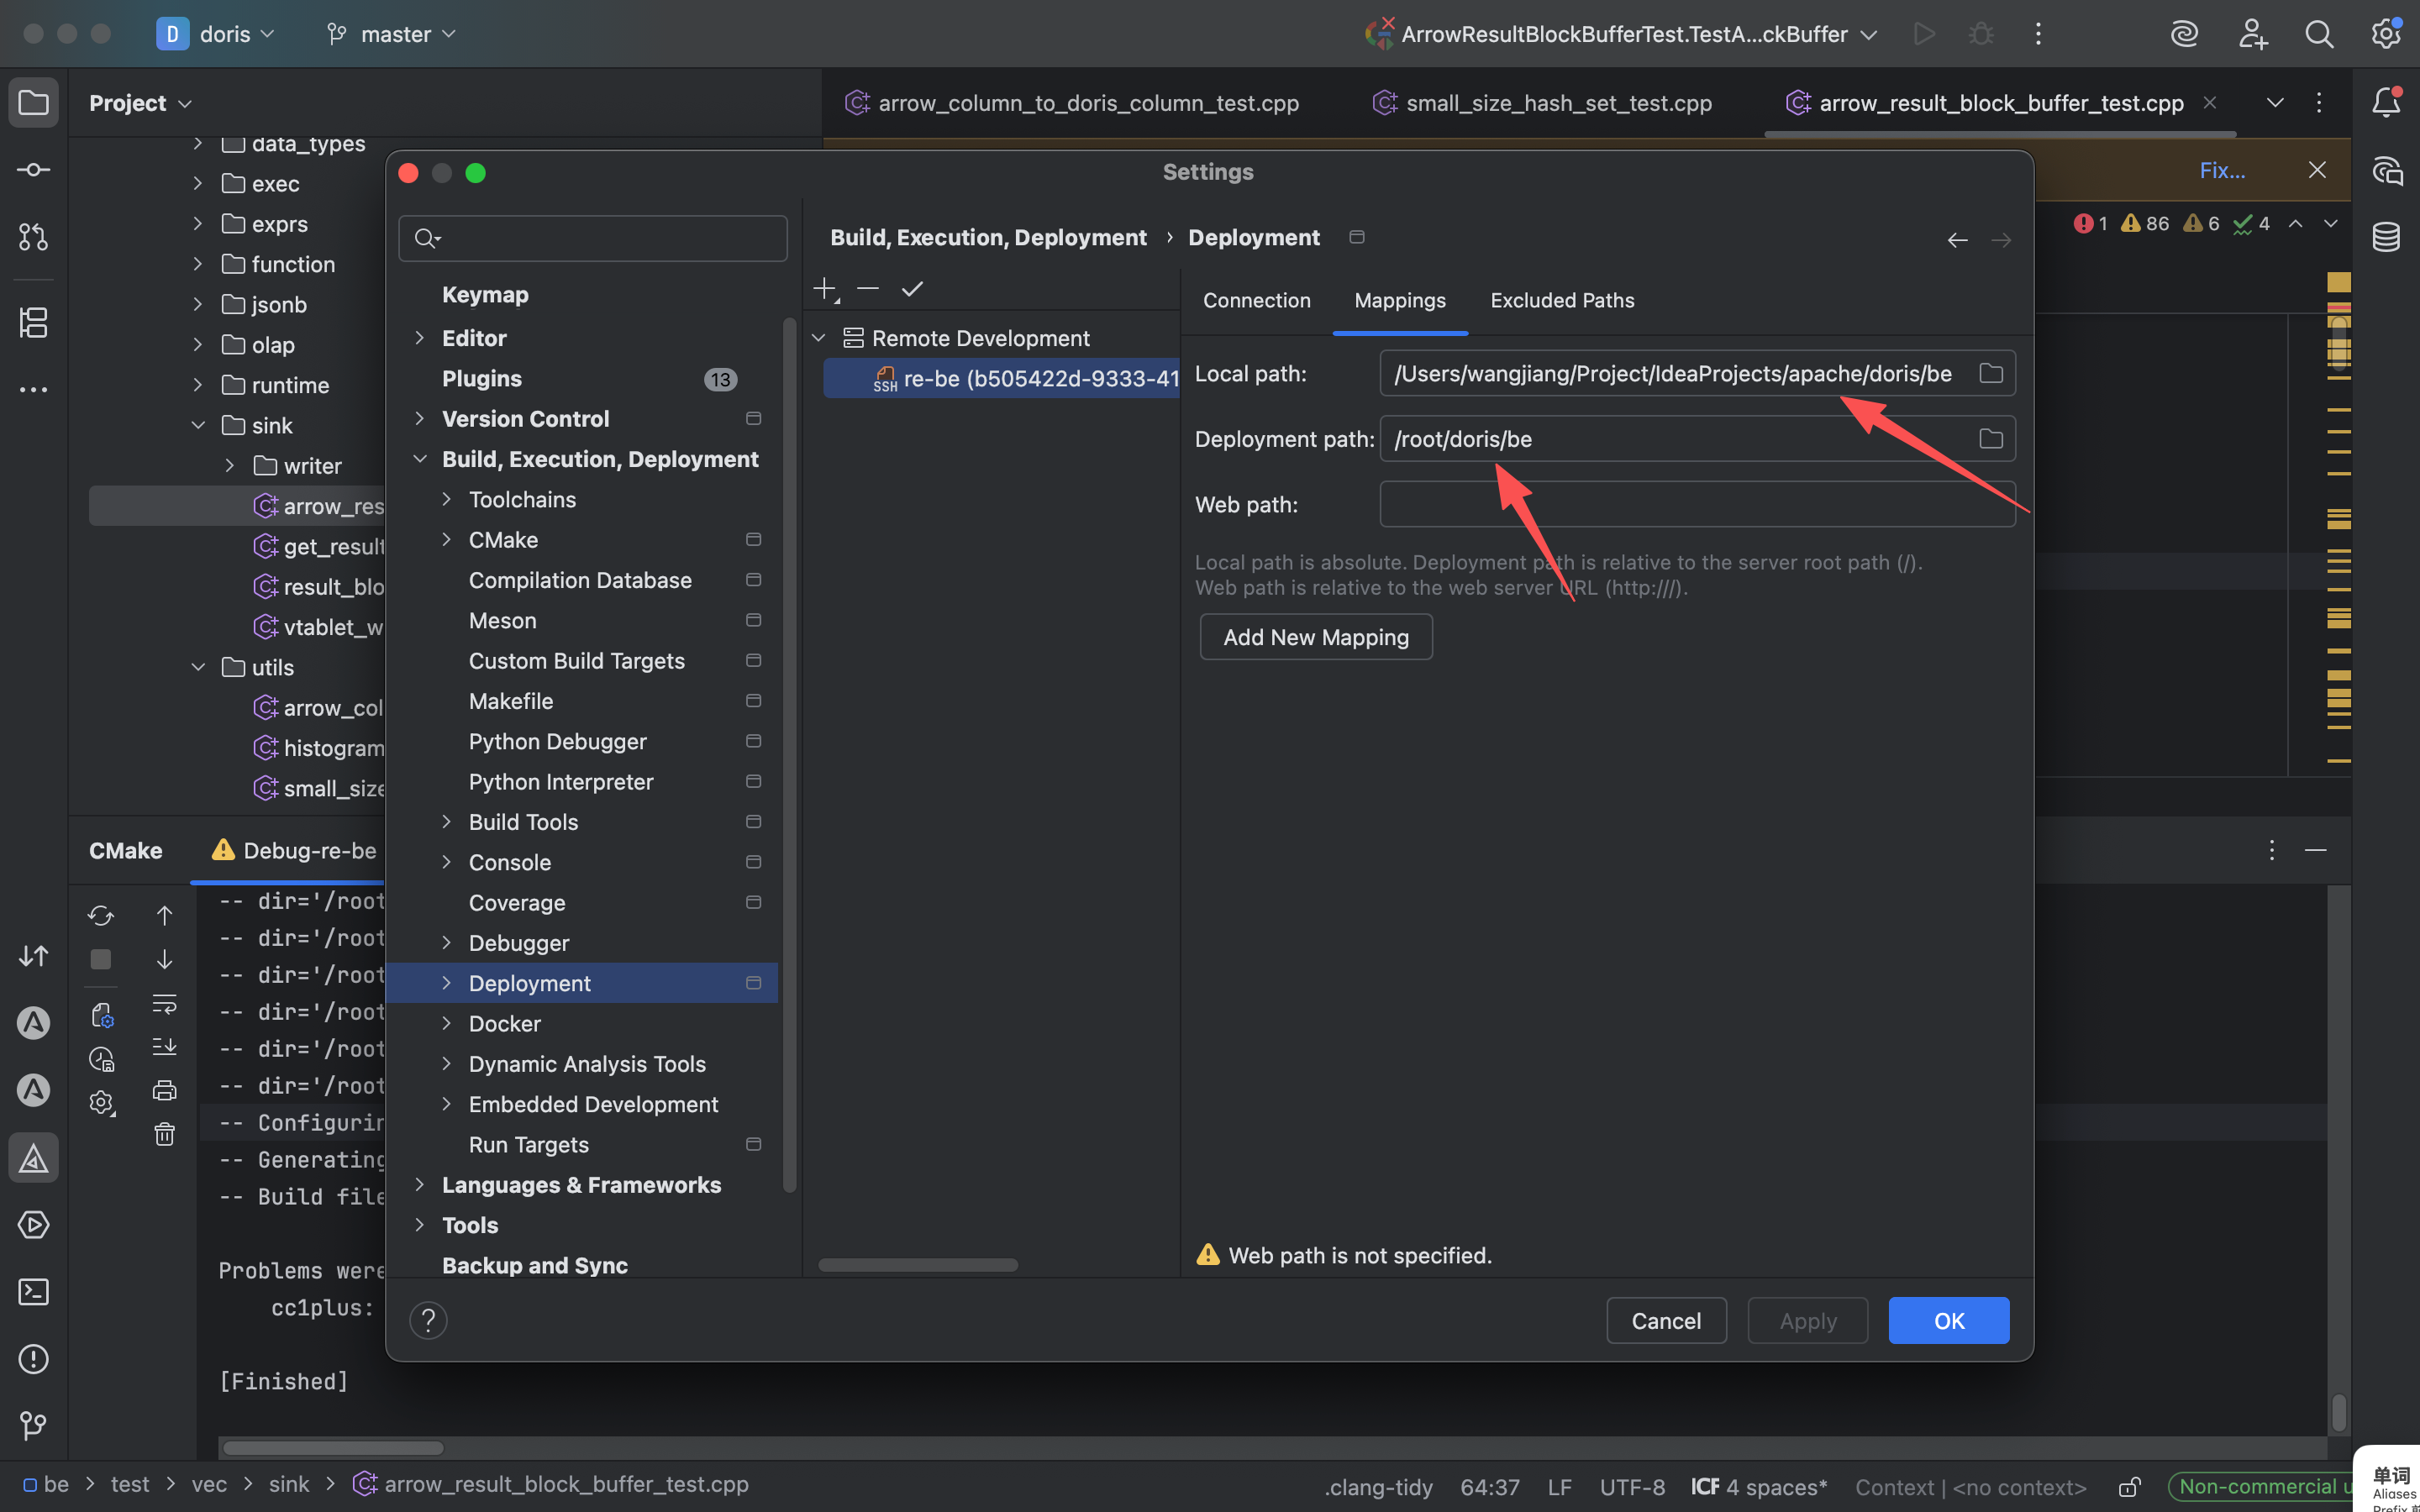 D doris
master
ArrowResultBlockBufferTest.TestA...ckBuffer
Project
arrow_column_to_doris_column_test.cpp
small_size_hash_set_test.cpp
arrow_result_block_buffer_test.cpp
data_types
exec
exprs
function
jsonb
olap
runtime
sink
writer
arrow_res
get_result
result_blo
vtablet_w
utils
arrow_col
histogram
small_size
Fix...
1 86 6 4
Settings
Keymap
Editor
Plugins 13
Version Control
Build, Execution, Deployment
Toolchains
CMake
Compilation Database
Meson
Custom Build Targets
Makefile
Python Debugger
Python Interpreter
Build Tools
Console
Coverage
Debugger
Deployment
Docker
Dynamic Analysis Tools
Embedded Development
Run Targets
Languages & Frameworks
Tools
Backup and Sync
Build, Execution, Deployment › Deployment
Remote Development
SSH re-be (b505422d-9333-41
Connection Mappings Excluded Paths
Local path: /Users/wangjiang/Project/IdeaProjects/apache/doris/be
Deployment path: /root/doris/be
Web path:
Local path is absolute. Deployment path is relative to the server root path (/).
Web path is relative to the web server URL (http:///).
Add New Mapping
Web path is not specified.
? Cancel Apply OK
CMake Debug-re-be
-- dir='/root
-- dir='/root
-- dir='/root
-- dir='/root
-- dir='/root
-- dir='/root
-- Configurin
-- Generating
-- Build file
Problems were
cc1plus:
[Finished]
be > test > vec > sink > arrow_result_block_buffer_test.cpp
.clang-tidy 64:37 LF UTF-8 ICF 4 spaces* Context | <no context> Non-commercial u
单词
Aliases